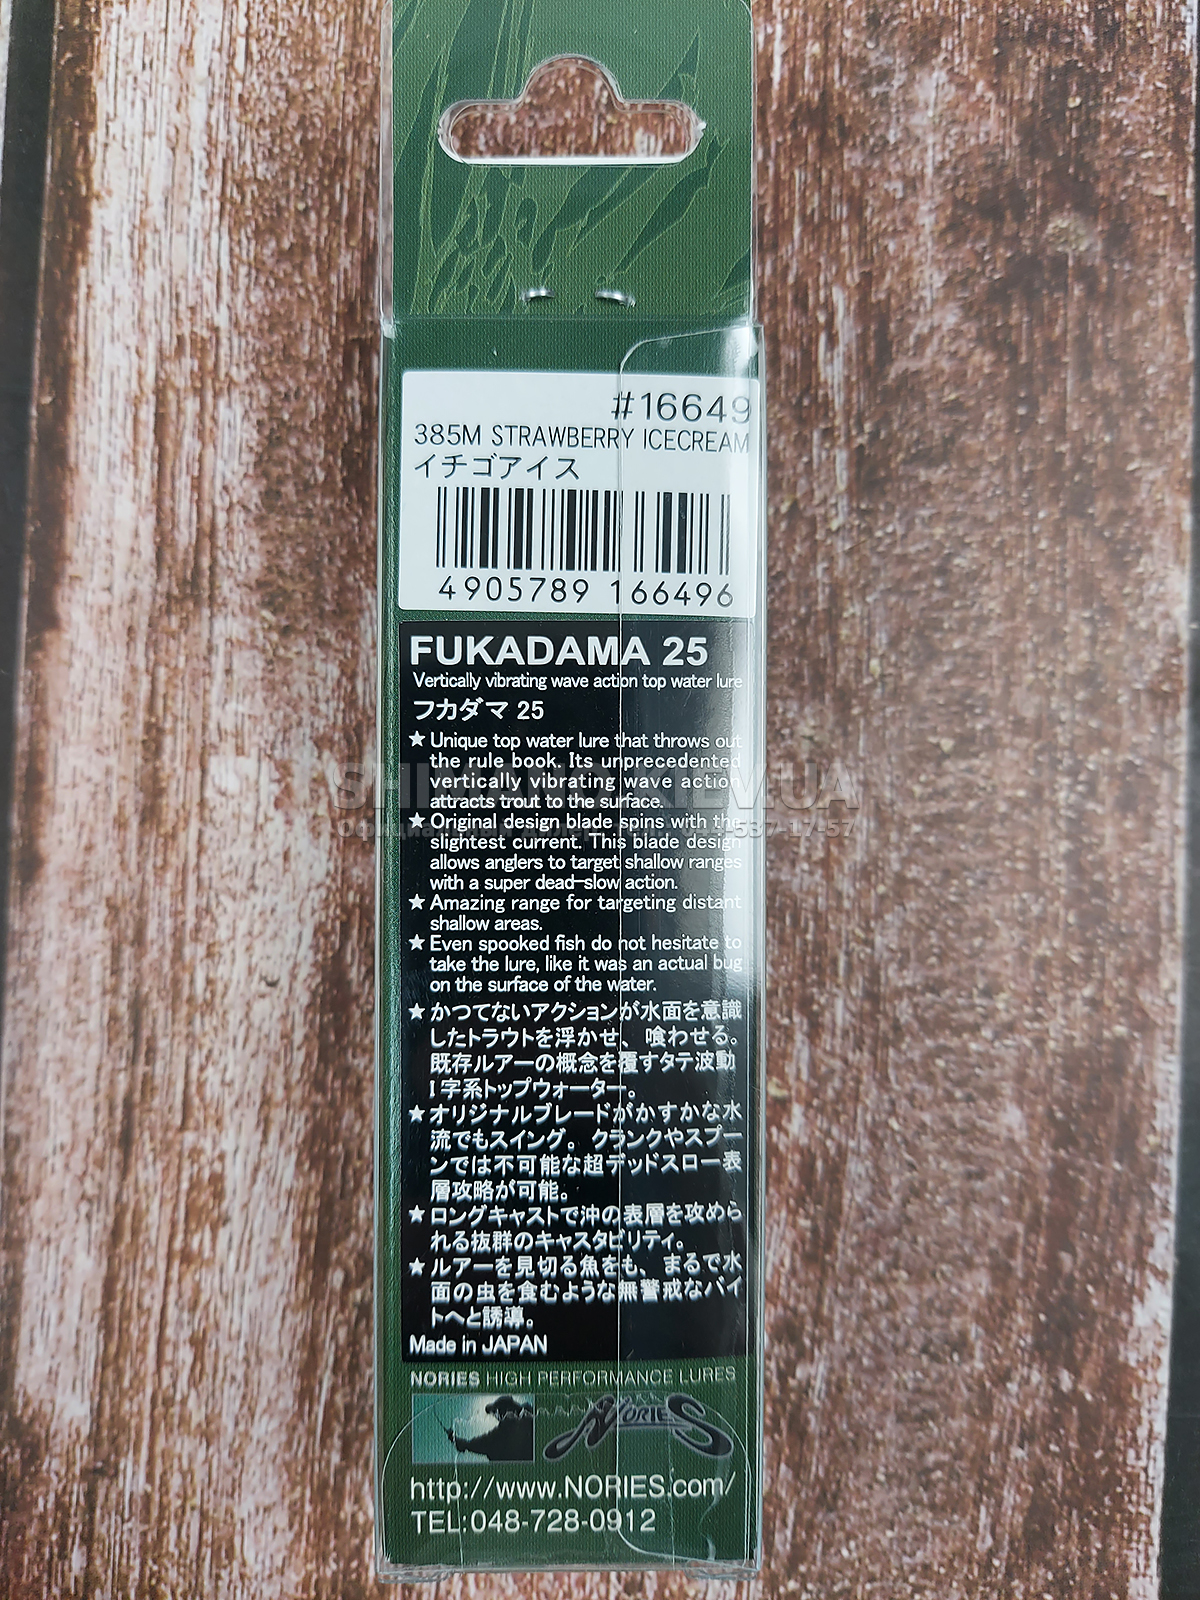 #16649
385M STRAWBERRY ICECREAM
イチゴアイス
4905789 166496
FUKADAMA 25
Vertically vibrating wave action top water lure
フカダマ 25
★ Unique top water lure that throws out
the rule book. Its unprecedented
vertically vibrating wave action
attracts trout to the surface.
★ Original design blade spins with the
slightest current. This blade design
allows anglers to target shallow ranges
with a super dead-slow action.
★ Amazing range for targeting distant
shallow areas.
★ Even spooked fish do not hesitate to
take the lure, like it was an actual bug
on the surface of the water.
★ かつてないアクションが水面を意識
したトラウトを浮かせ、喰わせる。
既存ルアーの概念を覆すタテ波動
I字系トップウォーター。
★ オリジナルブレードがかすかな水
流でもスイング。クランクやスプー
ンでは不可能な超デッドスロー表
層攻略が可能。
★ ロングキャストで沖の表層を攻めら
れる抜群のキャスタビリティ。
★ ルアーを見切る魚をも、まるで水
面の虫を食むような無警戒なバイ
トへと誘導。
Made in JAPAN
NORIES HIGH PERFORMANCE LURES
NORIES
http://www.NORIES.com/
TEL:048-728-0912